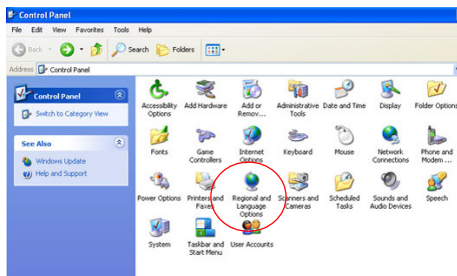 Control Panel
File Edit View Favorites Tools Help
Back Search Folders
Address Control Panel
Control Panel
Switch to Category View
See Also
Windows Update
Help and Support
Accessibility Options
Add Hardware
Add or Remov...
Administrative Tools
Date and Time
Display
Folder Options
Fonts
Game Controllers
Internet Options
Keyboard
Mouse
Network Connections
Phone and Modem ...
Power Options
Printers and Faxes
Regional and Language Options
Scanners and Cameras
Scheduled Tasks
Sounds and Audio Devices
Speech
System
Taskbar and Start Menu
User Accounts